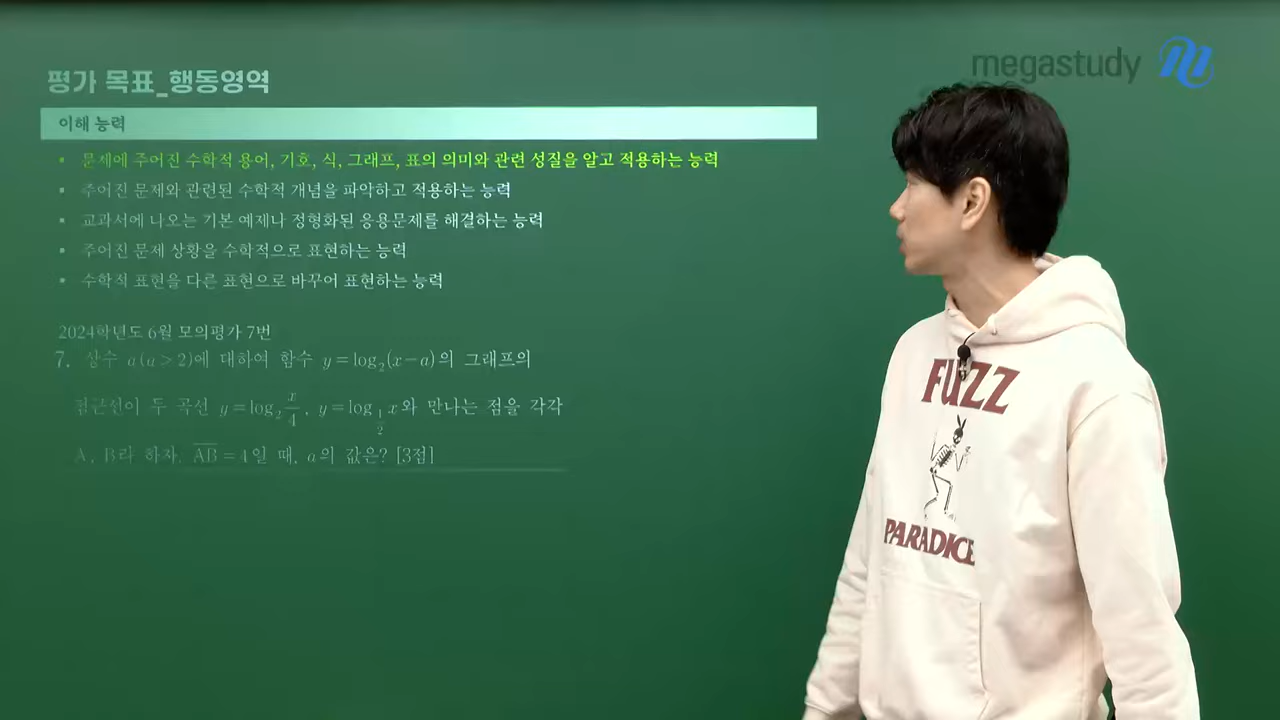 megastudy
평가 목표_행동영역
이해 능력
▪ 문제에 주어진 수학적 용어, 기호, 식, 그래프, 표의 의미와 관련 성질을 알고 적용하는 능력
▪ 주어진 문제와 관련된 수학적 개념을 파악하고 적용하는 능력
▪ 교과서에 나오는 기본 예제나 정형화된 응용문제를 해결하는 능력
▪ 주어진 문제 상황을 수학적으로 표현하는 능력
▪ 수학적 표현을 다른 표현으로 바꾸어 표현하는 능력
2024학년도 6월 모의평가 7번
7. 상수 a(a>2)에 대하여 함수 y=log₂(x−a)의 그래프의
점근선이 두 곡선 y=log₂ x/4, y=log_{1/2} x와 만나는 점을 각각
A, B라 하자. A̅B̅=4일 때, a의 값은? [3점]
FUZZ
PARADICE